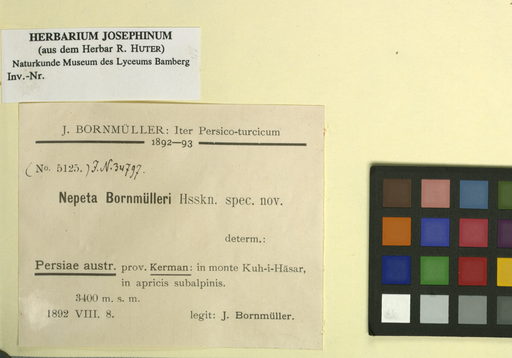 HERBARIUM JOSEPHINUM
(aus dem Herbar R. HUTER)
Naturkunde Museum des Lyceums Bamberg
Inv.-Nr.
J. BORNMÜLLER: Iter Persico-turcicum
1892—93
(No. 5125.) J.N. 34797.
Nepeta Bornmülleri Hsskn. spec. nov.
determ.:
Persiae austr. prov. Kerman: in monte Kuh-i-Häsar,
in apricis subalpinis.
3400 m. s. m.
1892 VIII. 8. legit: J. Bornmüller.